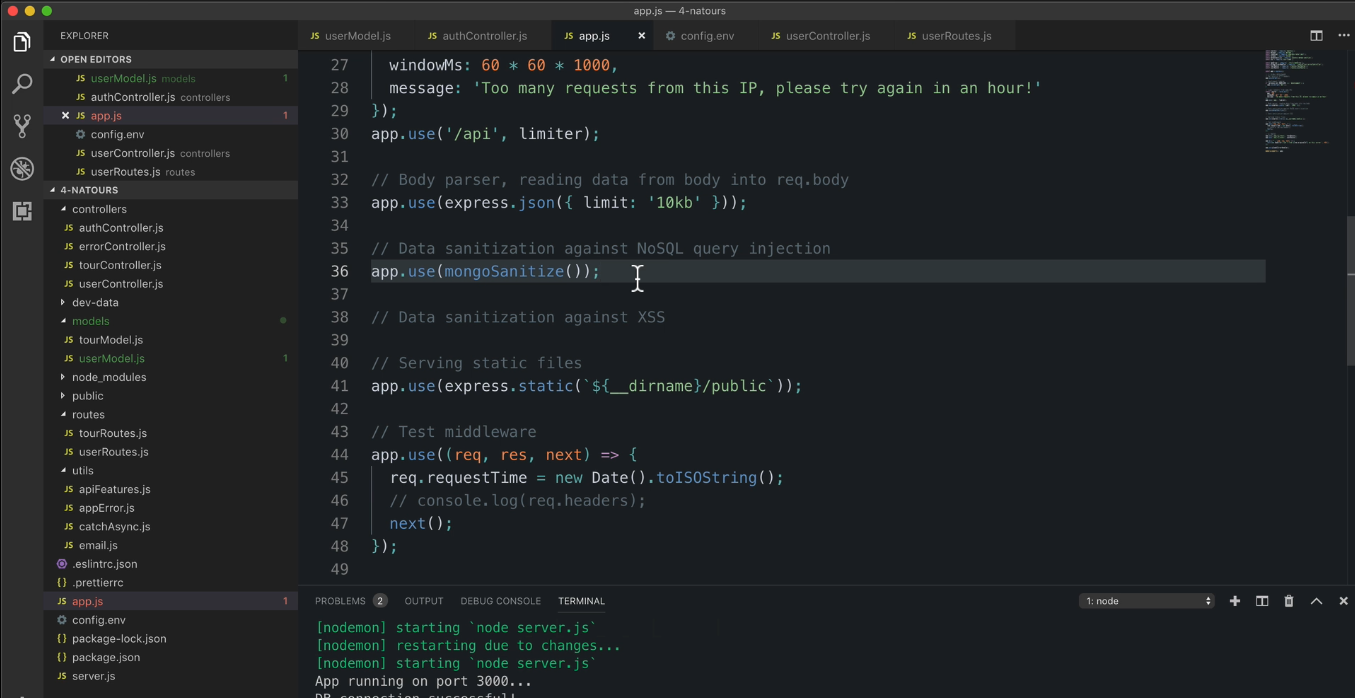 app.js — 4-natours
EXPLORER
OPEN EDITORS
JS userModel.js models 1
JS authController.js controllers
JS app.js 1
config.env
JS userController.js controllers
JS userRoutes.js routes
4-NATOURS
controllers
JS authController.js
JS errorController.js
JS tourController.js
JS userController.js
dev-data
models
JS tourModel.js
JS userModel.js 1
node_modules
public
routes
JS tourRoutes.js
JS userRoutes.js
utils
JS apiFeatures.js
JS appError.js
JS catchAsync.js
JS email.js
.eslintrc.json
{} .prettierrc
JS app.js 1
config.env
{} package-lock.json
{} package.json
JS server.js
JS userModel.js JS authController.js JS app.js config.env JS userController.js JS userRoutes.js
27 windowMs: 60 * 60 * 1000,
28 message: 'Too many requests from this IP, please try again in an hour!'
29 });
30 app.use('/api', limiter);
31
32 // Body parser, reading data from body into req.body
33 app.use(express.json({ limit: '10kb' }));
34
35 // Data sanitization against NoSQL query injection
36 app.use(mongoSanitize());
37
38 // Data sanitization against XSS
39
40 // Serving static files
41 app.use(express.static(`${__dirname}/public`));
42
43 // Test middleware
44 app.use((req, res, next) => {
45 req.requestTime = new Date().toISOString();
46 // console.log(req.headers);
47 next();
48 });
49
PROBLEMS 2 OUTPUT DEBUG CONSOLE TERMINAL 1: node
[nodemon] starting `node server.js`
[nodemon] restarting due to changes...
[nodemon] starting `node server.js`
App running on port 3000...
DB connection successful!